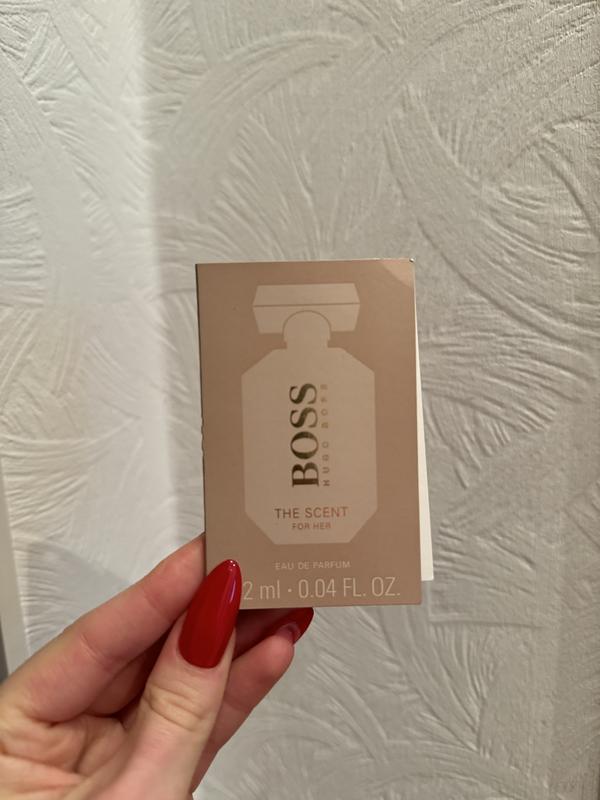 BOSS
HUGO BOSS
THE SCENT
FOR HER
EAU DE PARFUM
2 ml · 0.04 FL. OZ.